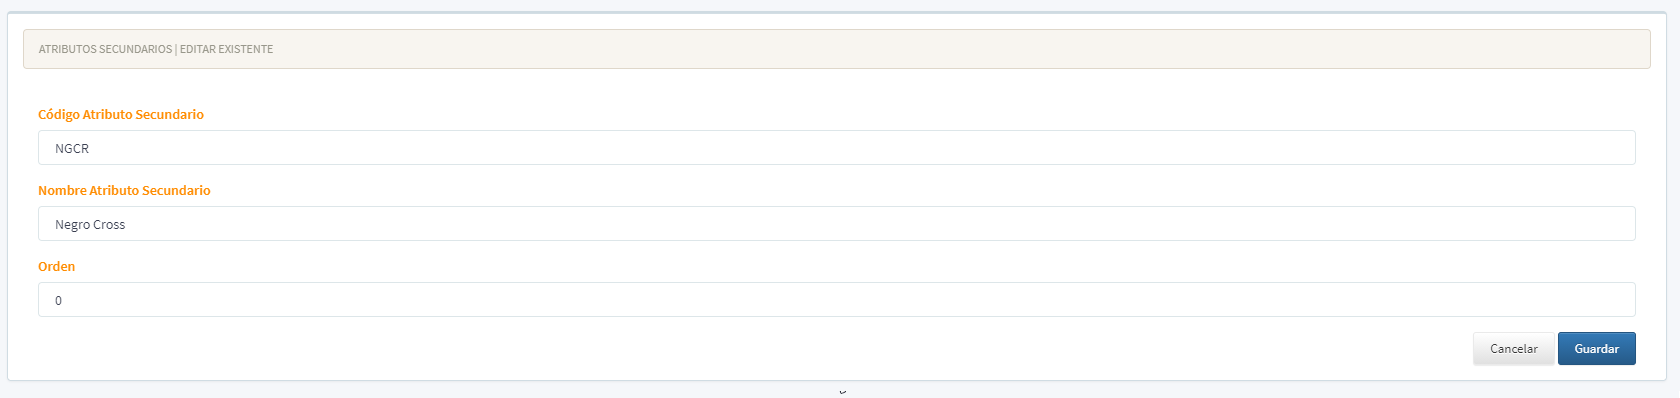 ATRIBUTOS SECUNDARIOS | EDITAR EXISTENTE
Código Atributo Secundario
NGCR
Nombre Atributo Secundario
Negro Cross
Orden
0
Cancelar Guardar